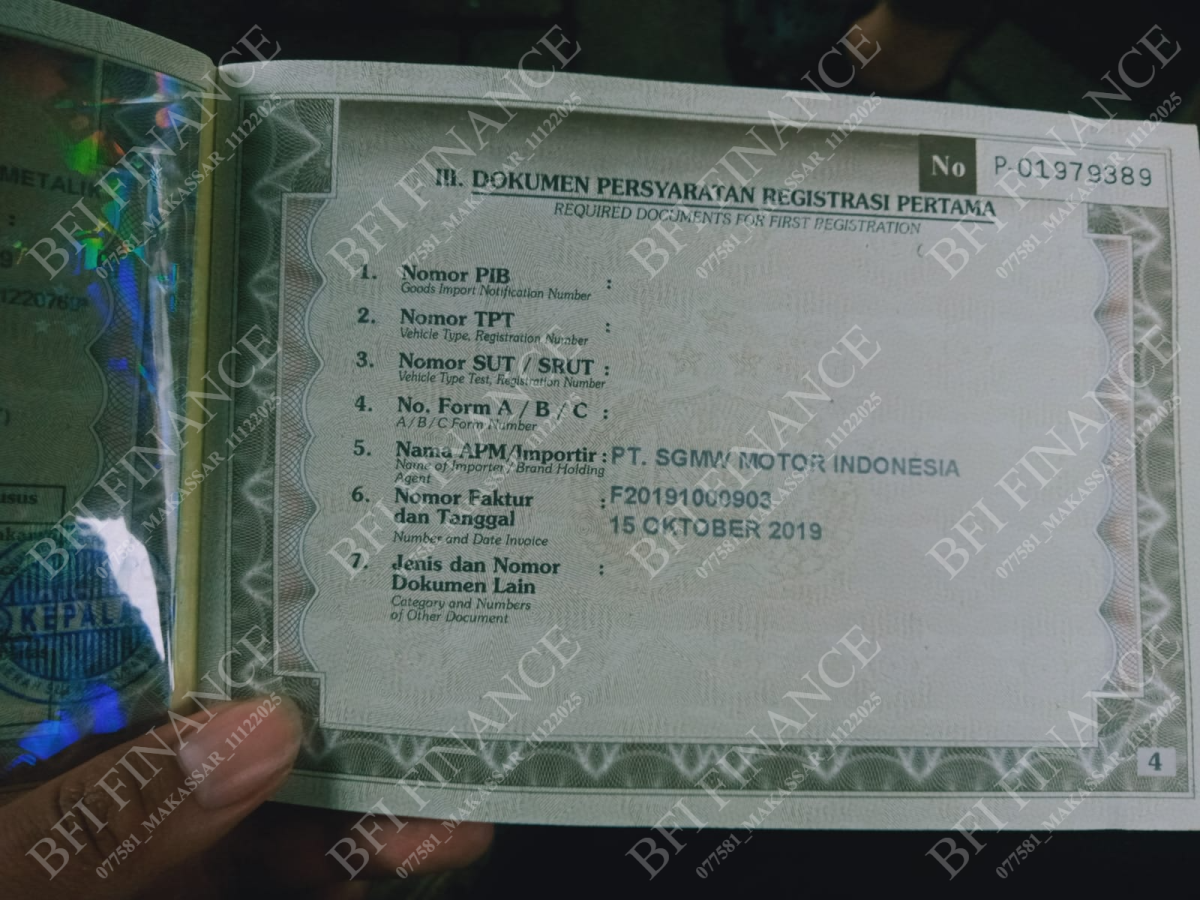 No P-01979389
III. DOKUMEN PERSYARATAN REGISTRASI PERTAMA
REQUIRED DOCUMENTS FOR FIRST REGISTRATION
1. Nomor PIB :
Goods Import Notification Number
2. Nomor TPT :
Vehicle Type, Registration Number
3. Nomor SUT / SRUT :
Vehicle Type Test, Registration Number
4. No. Form A / B / C :
A / B / C Form Number
5. Nama APM/Importir : PT. SGMW MOTOR INDONESIA
Name of Importer / Brand Holding
Agent
6. Nomor Faktur : F20191000903
dan Tanggal 15 OKTOBER 2019
Number and Date Invoice
7. Jenis dan Nomor :
Dokumen Lain
Category and Numbers
of Other Document
4
METALIK
KEPALA
BFI FINANCE
077581_MAKASSAR_11122025